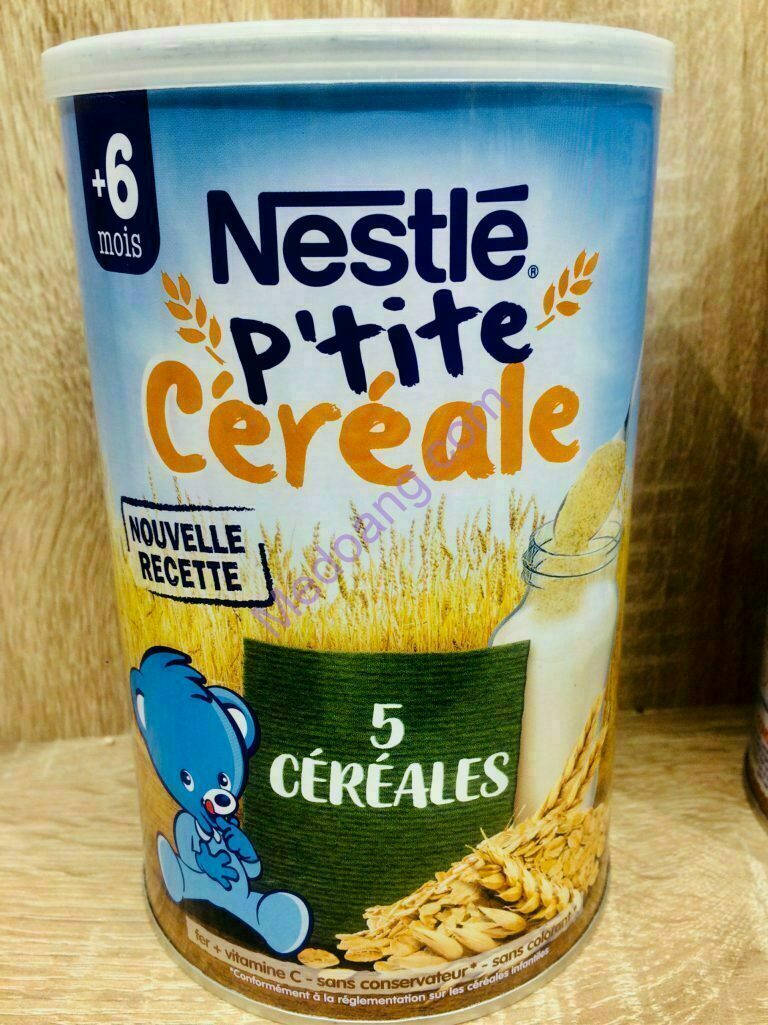 +6
mois
Nestlé®
P'tite
Céréale
NOUVELLE
RECETTE
5
CÉRÉALES
fer + vitamine C - sans conservateur* - sans colorant*
*Conformément à la réglementation sur les céréales infantiles
Madoang.com